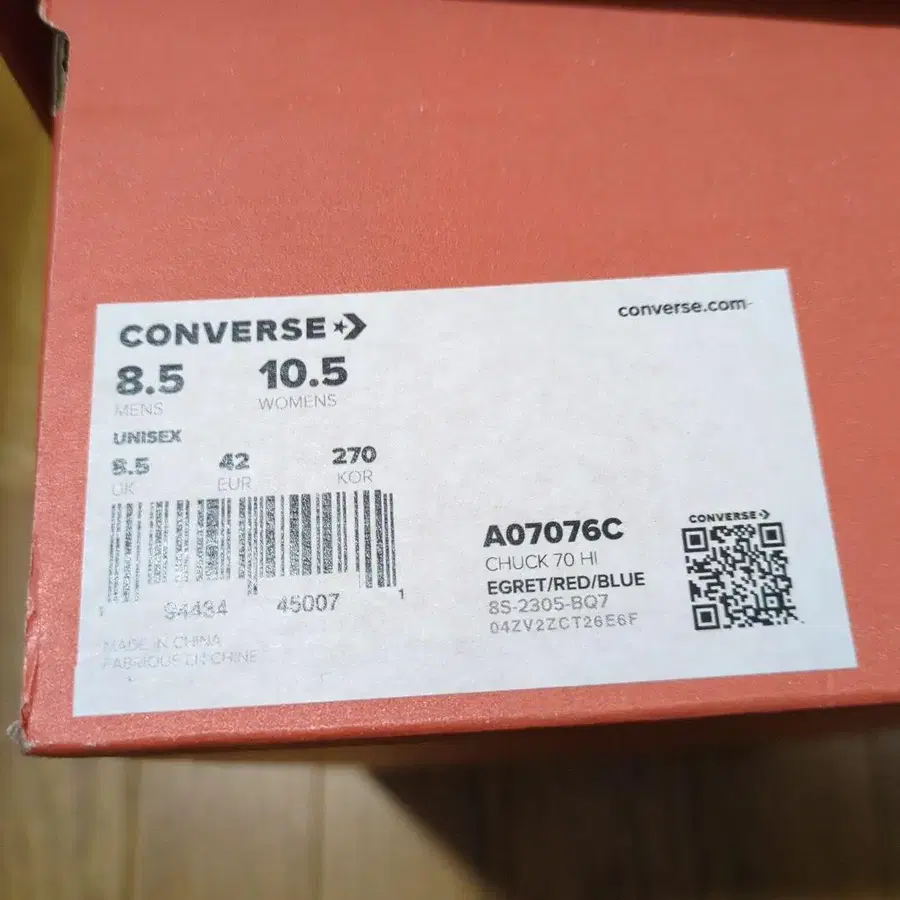 CONVERSE
converse.com
8.5 10.5
MENS WOMENS
UNISEX
8.5 42 270
UK EUR KOR
1 94434 45007 1
MADE IN CHINA
FABRIQUE EN CHINE
A07076C
CHUCK 70 HI
EGRET/RED/BLUE
8S-2305-BQ7
04ZV2ZCT26E6F
CONVERSE